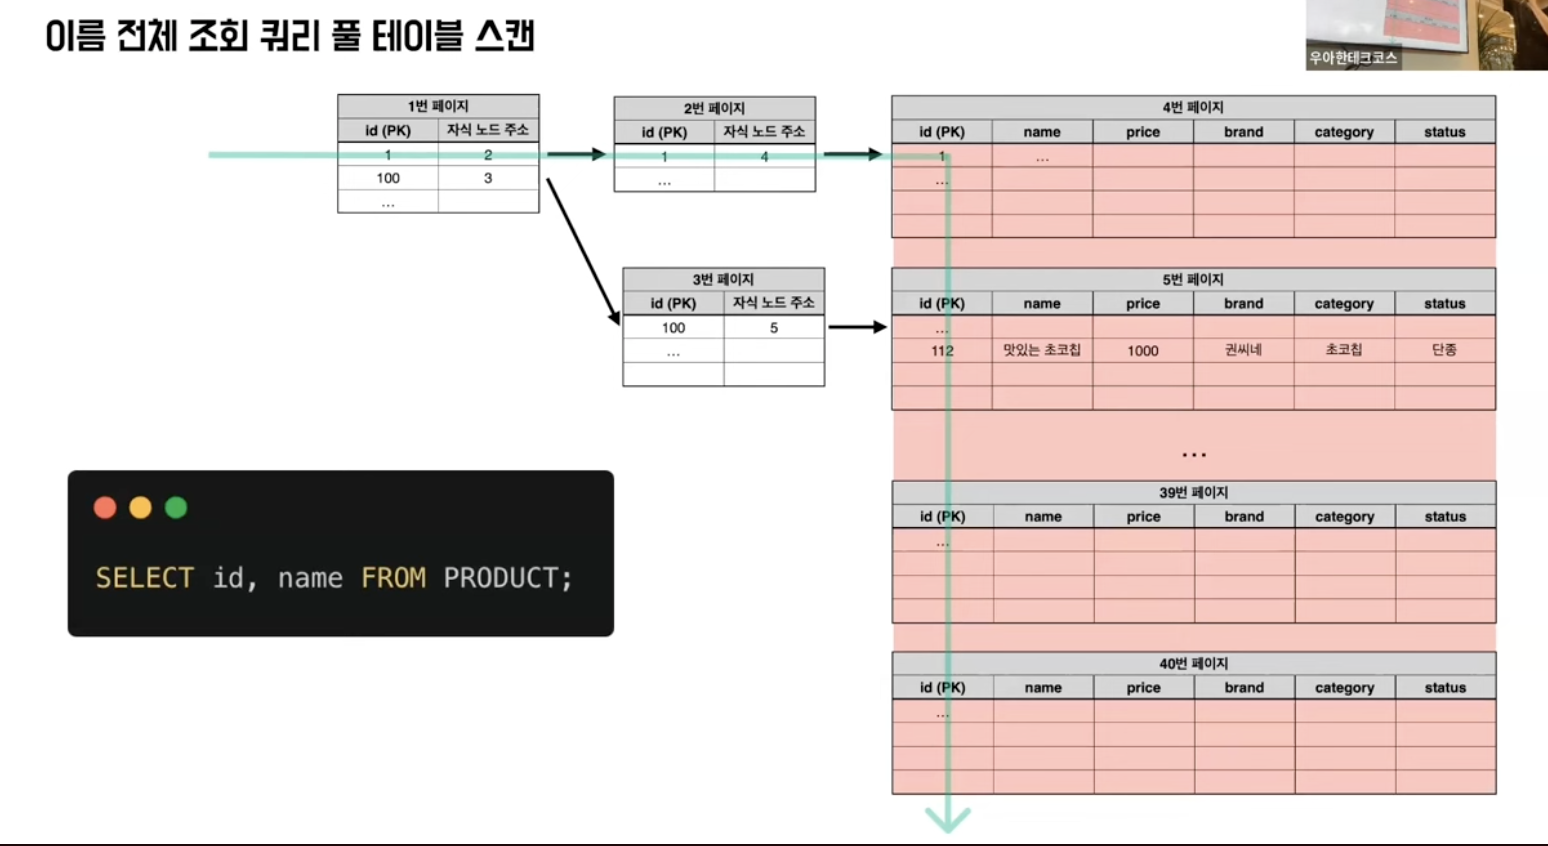 이름 전체 조회 쿼리 풀 테이블 스캔
우아한테크코스
1번 페이지
id (PK) 자식 노드 주소
1 2
100 3
...
2번 페이지
id (PK) 자식 노드 주소
1 4
...
3번 페이지
id (PK) 자식 노드 주소
100 5
...
4번 페이지
id (PK) name price brand category status
1 ...
...
5번 페이지
id (PK) name price brand category status
...
112 맛있는 초코칩 1000 권씨네 초코칩 단종
...
39번 페이지
id (PK) name price brand category status
...
40번 페이지
id (PK) name price brand category status
...
SELECT id, name FROM PRODUCT;